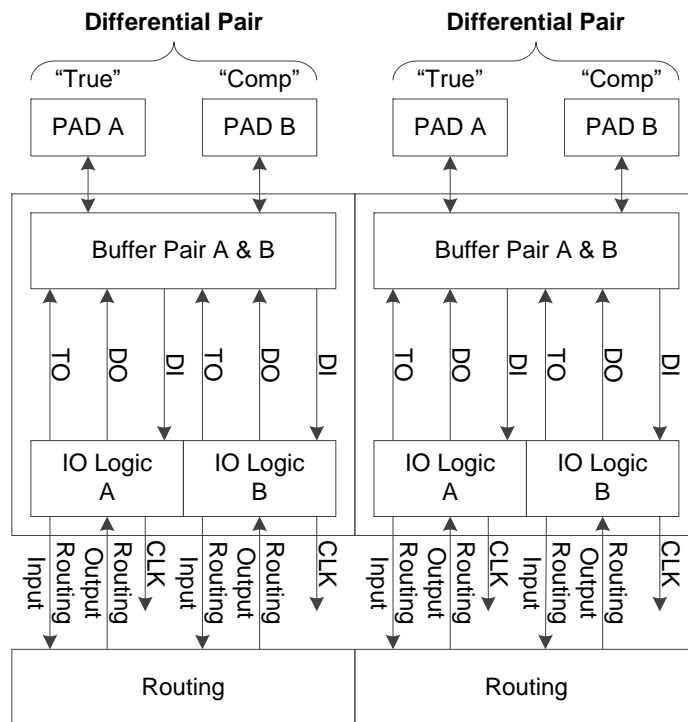 Differential Pair Differential Pair
“True” “Comp” “True” “Comp”
PAD A PAD B PAD A PAD B
Buffer Pair A & B Buffer Pair A & B
TO DO DI TO DO DI TO DO DI TO DO DI
IO Logic A IO Logic B IO Logic A IO Logic B
Routing Input Routing Output CLK Routing Input Routing Output CLK Routing Input Routing Output CLK Routing Input Routing Output CLK
Routing Routing